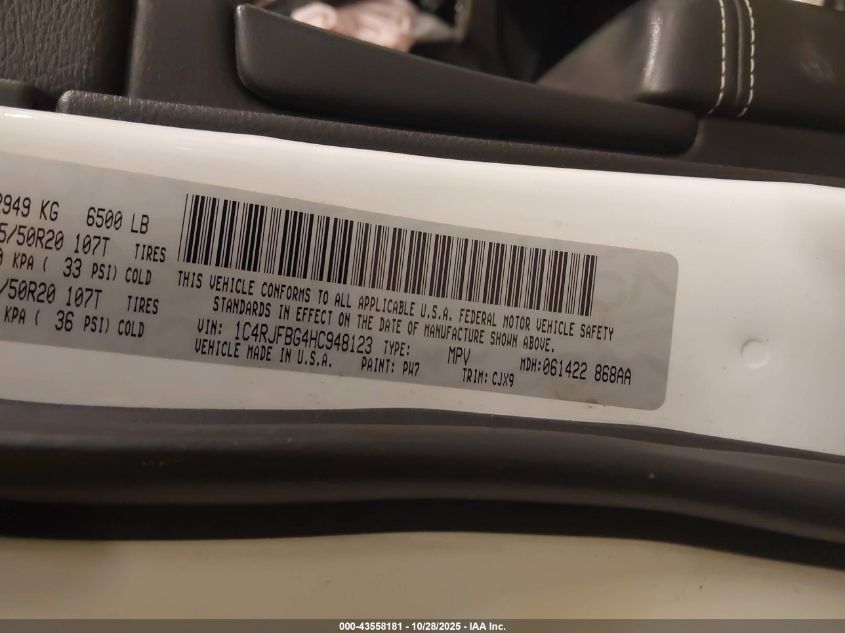 2949 KG 6500 LB
5/50R20 107T TIRES
KPA ( 33 PSI) COLD
/50R20 107T TIRES
KPA ( 36 PSI) COLD
THIS VEHICLE CONFORMS TO ALL APPLICABLE U.S.A. FEDERAL MOTOR VEHICLE SAFETY
STANDARDS IN EFFECT ON THE DATE OF MANUFACTURE SHOWN ABOVE.
VIN: 1C4RJFBG4HC948123 TYPE: MPV MDH:061422 868AA
VEHICLE MADE IN U.S.A. PAINT: PW7 TRIM: CJX9
000-43558181 - 10/28/2025 - IAA Inc.